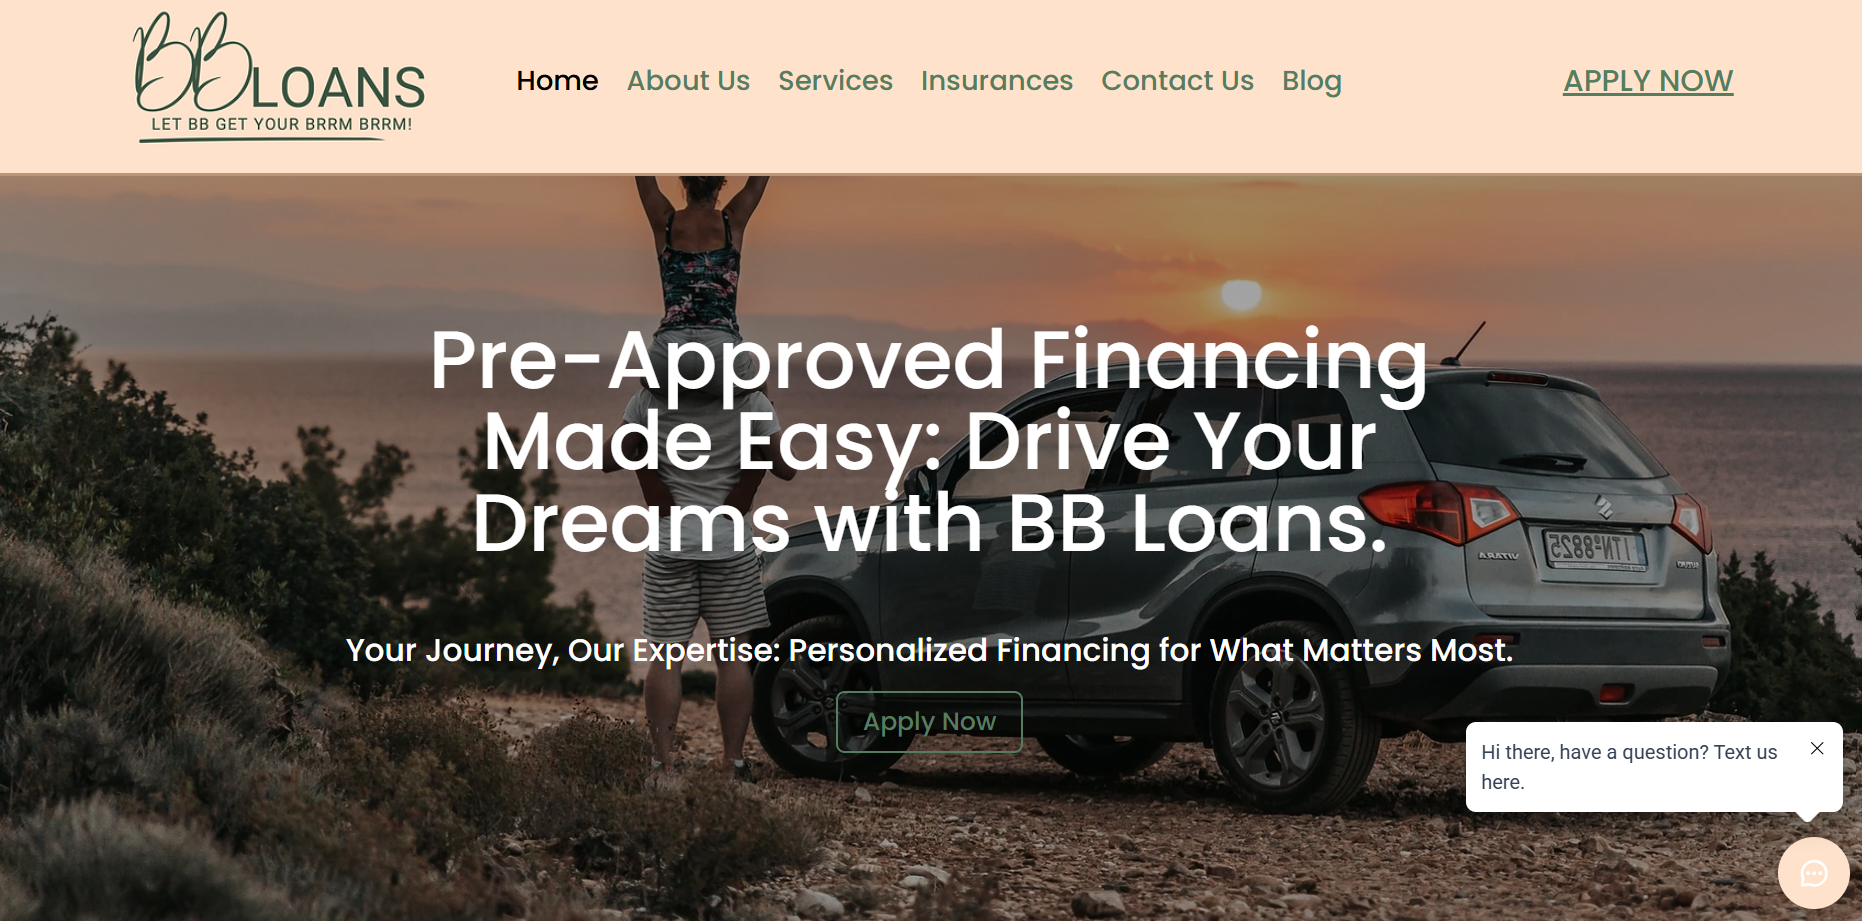 BB LOANS
LET BB GET YOUR BRRM BRRM!
Home About Us Services Insurances Contact Us Blog
APPLY NOW
Pre-Approved Financing
Made Easy: Drive Your
Dreams with BB Loans.
Your Journey, Our Expertise: Personalized Financing for What Matters Most.
Apply Now
Hi there, have a question? Text us
here.
VITARA